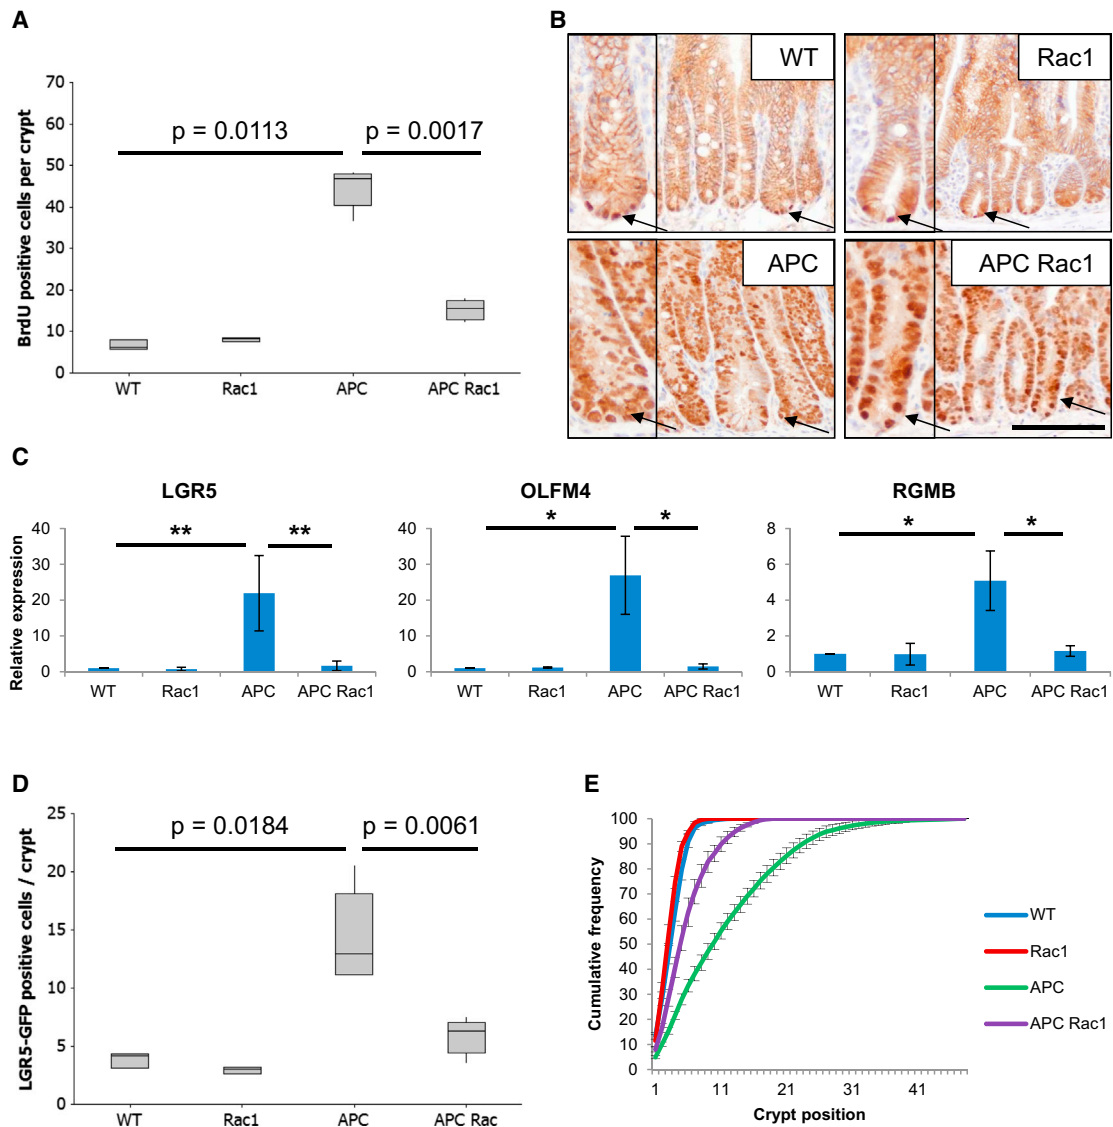 A
BrdU positive cells per crypt
70
60
50
40
30
20
10
0
p = 0.0113
p = 0.0017
WT
Rac1
APC
APC Rac1
B
WT
Rac1
APC
APC Rac1
C
LGR5
Relative expression
40
30
20
10
0
**
**
WT
Rac1
APC
APC Rac1
OLFM4
40
30
20
10
0
*
*
WT
Rac1
APC
APC Rac1
RGMB
8
6
4
2
0
*
*
WT
Rac1
APC
APC Rac1
D
LGR5-GFP positive cells / crypt
25
20
15
10
5
0
p = 0.0184
p = 0.0061
WT
Rac1
APC
APC Rac
E
Cumulative frequency
100
90
80
70
60
50
40
30
20
10
0
1
11
21
31
41
Crypt position
WT
Rac1
APC
APC Rac1